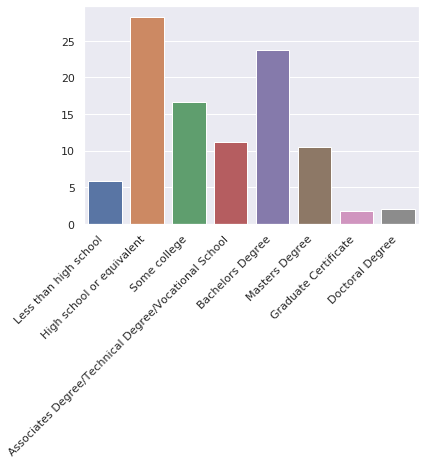 25
20
15
10
5
0
Less than high school
High school or equivalent
Some college
Associates Degree/Technical Degree/Vocational School
Bachelors Degree
Masters Degree
Graduate Certificate
Doctoral Degree